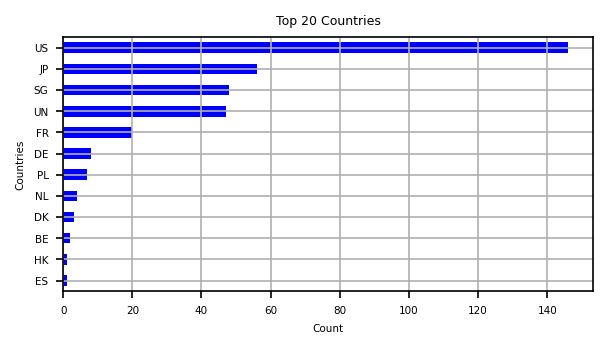 Top 20 Countries
US
JP
SG
UN
FR
DE
PL
NL
DK
BE
HK
ES
Countries
0 20 40 60 80 100 120 140
Count